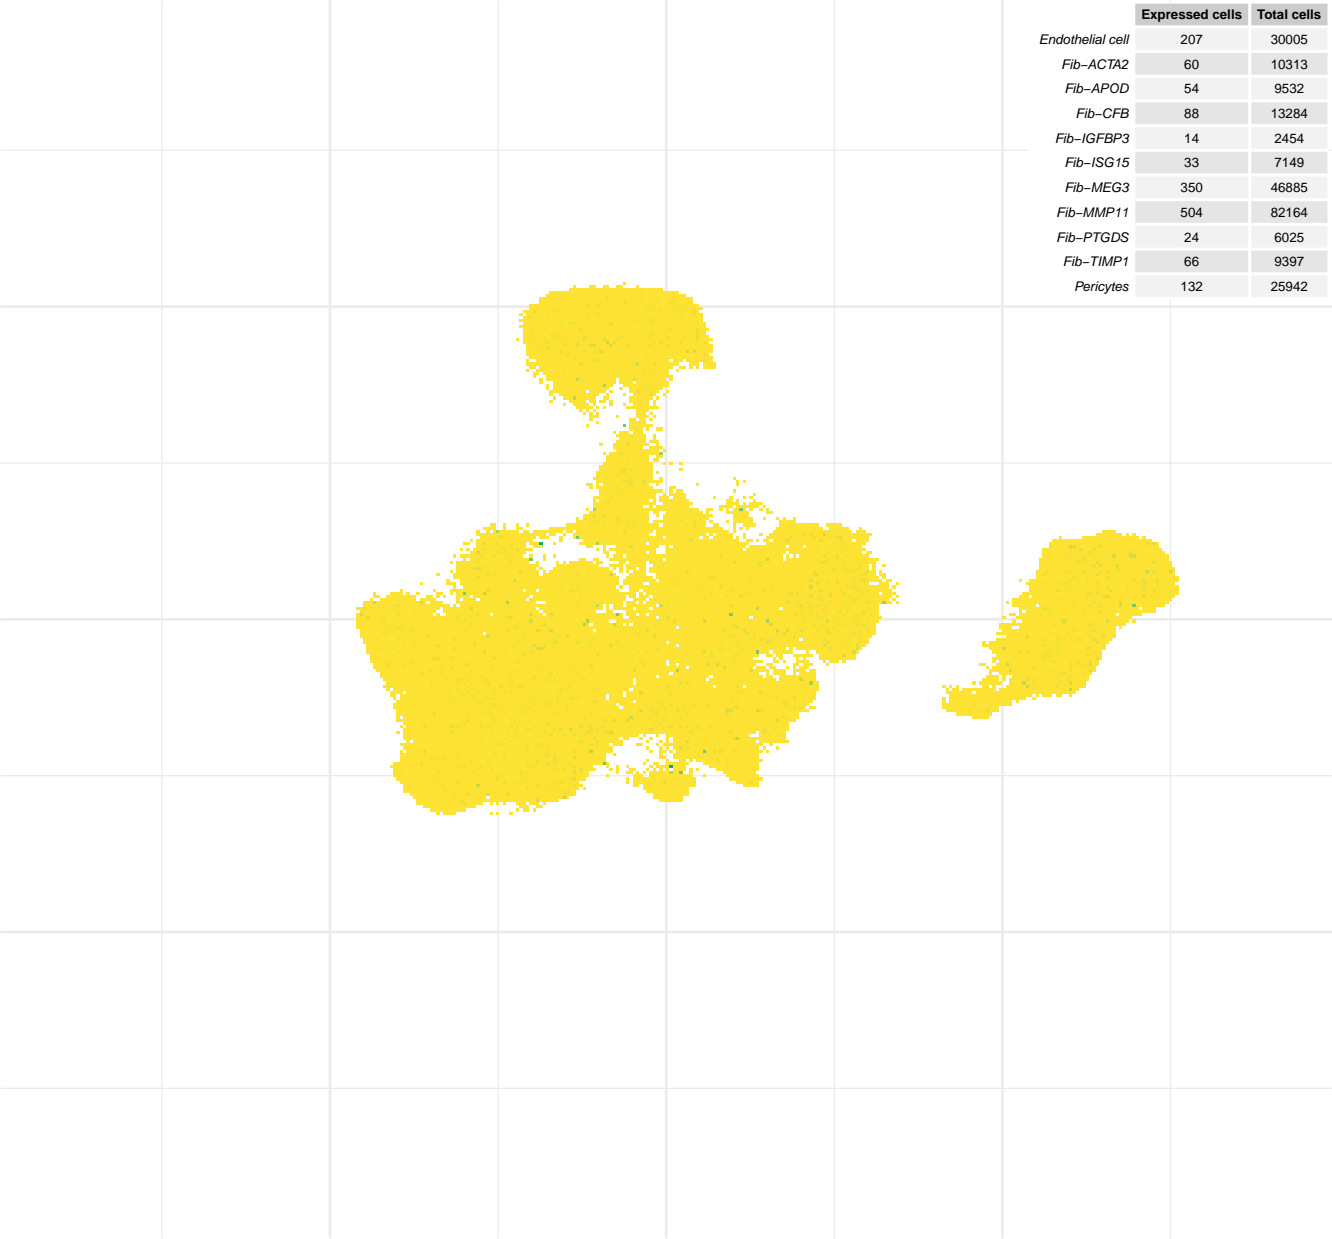 Expressed cells Total cells
Endothelial cell 207 30005
Fib−ACTA2 60 10313
Fib−APOD 54 9532
Fib−CFB 88 13284
Fib−IGFBP3 14 2454
Fib−ISG15 33 7149
Fib−MEG3 350 46885
Fib−MMP11 504 82164
Fib−PTGDS 24 6025
Fib−TIMP1 66 9397
Pericytes 132 25942